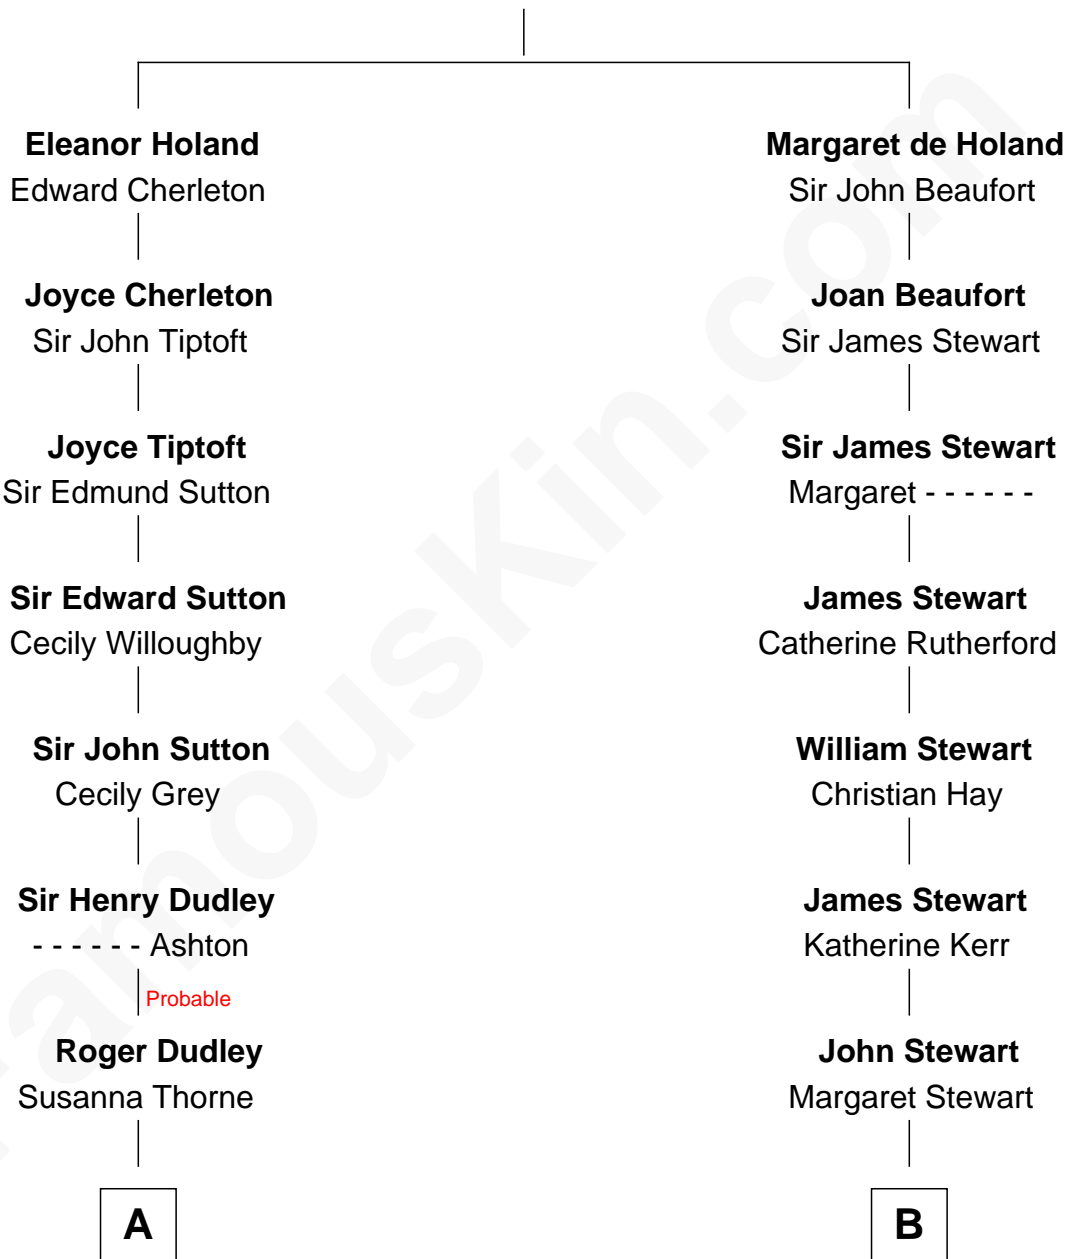 Eleanor Holand
Edward Cherleton
Joyce Cherleton
Sir John Tiptoft
Joyce Tiptoft
Sir Edmund Sutton
Sir Edward Sutton
Cecily Willoughby
Sir John Sutton
Cecily Grey
Sir Henry Dudley
- - - - - - Ashton
Probable
Roger Dudley
Susanna Thorne
A
Margaret de Holand
Sir John Beaufort
Joan Beaufort
Sir James Stewart
Sir James Stewart
Margaret - - - - - -
James Stewart
Catherine Rutherford
William Stewart
Christian Hay
James Stewart
Katherine Kerr
John Stewart
Margaret Stewart
B
FamousKin.com